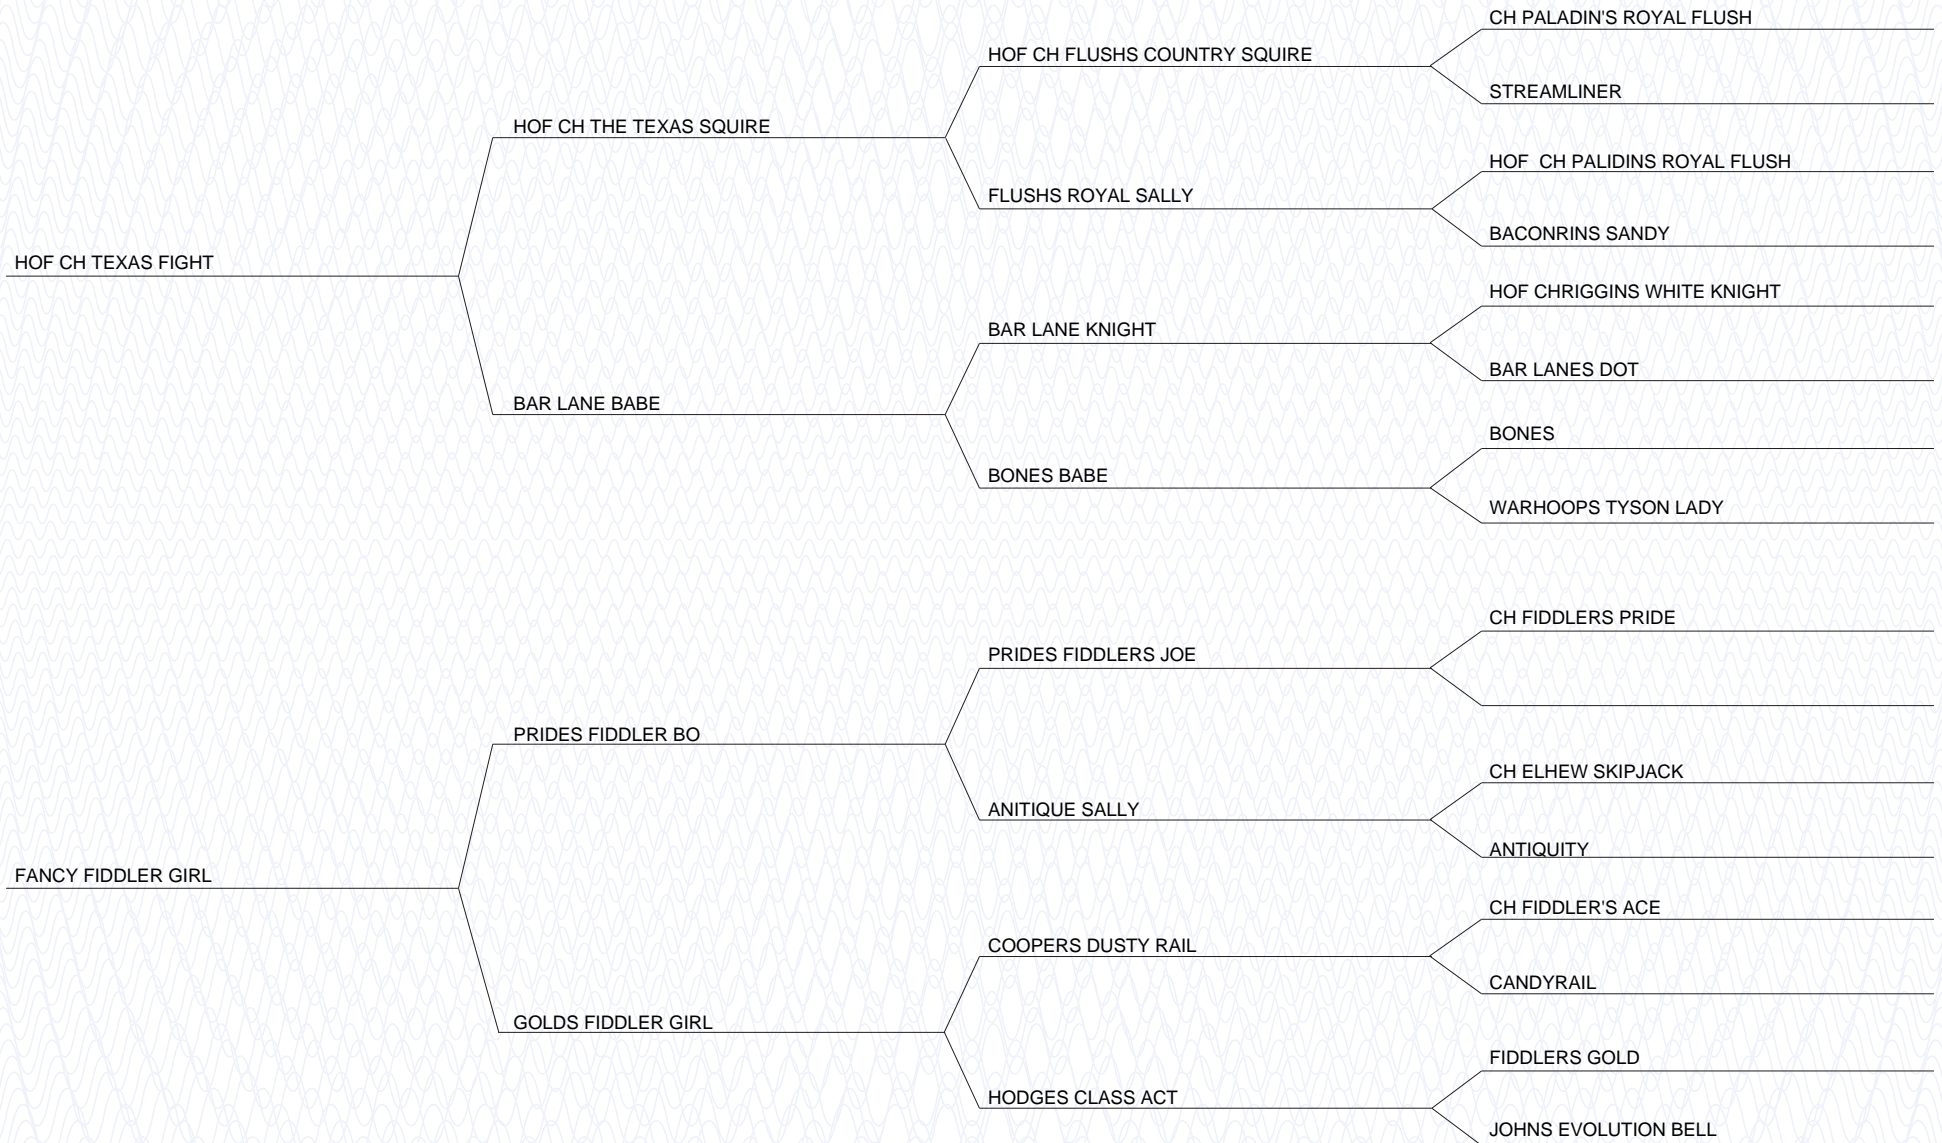 CH PALADIN'S ROYAL FLUSH
HOF CH FLUSHS COUNTRY SQUIRE
STREAMLINER
HOF CH THE TEXAS SQUIRE
HOF  CH PALIDINS ROYAL FLUSH
FLUSHS ROYAL SALLY
BACONRINS SANDY
HOF CH TEXAS FIGHT
HOF CHRIGGINS WHITE KNIGHT
BAR LANE KNIGHT
BAR LANES DOT
BAR LANE BABE
BONES
BONES BABE
WARHOOPS TYSON LADY
CH FIDDLERS PRIDE
PRIDES FIDDLERS JOE
PRIDES FIDDLER BO
CH ELHEW SKIPJACK
ANITIQUE SALLY
ANTIQUITY
FANCY FIDDLER GIRL
CH FIDDLER'S ACE
COOPERS DUSTY RAIL
CANDYRAIL
GOLDS FIDDLER GIRL
FIDDLERS GOLD
HODGES CLASS ACT
JOHNS EVOLUTION BELL